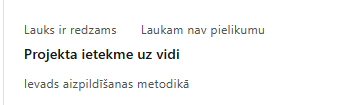 Lauks ir redzams Laukam nav pielikumu
Projekta ietekme uz vidi
Ievads aizpildīšanas metodikā